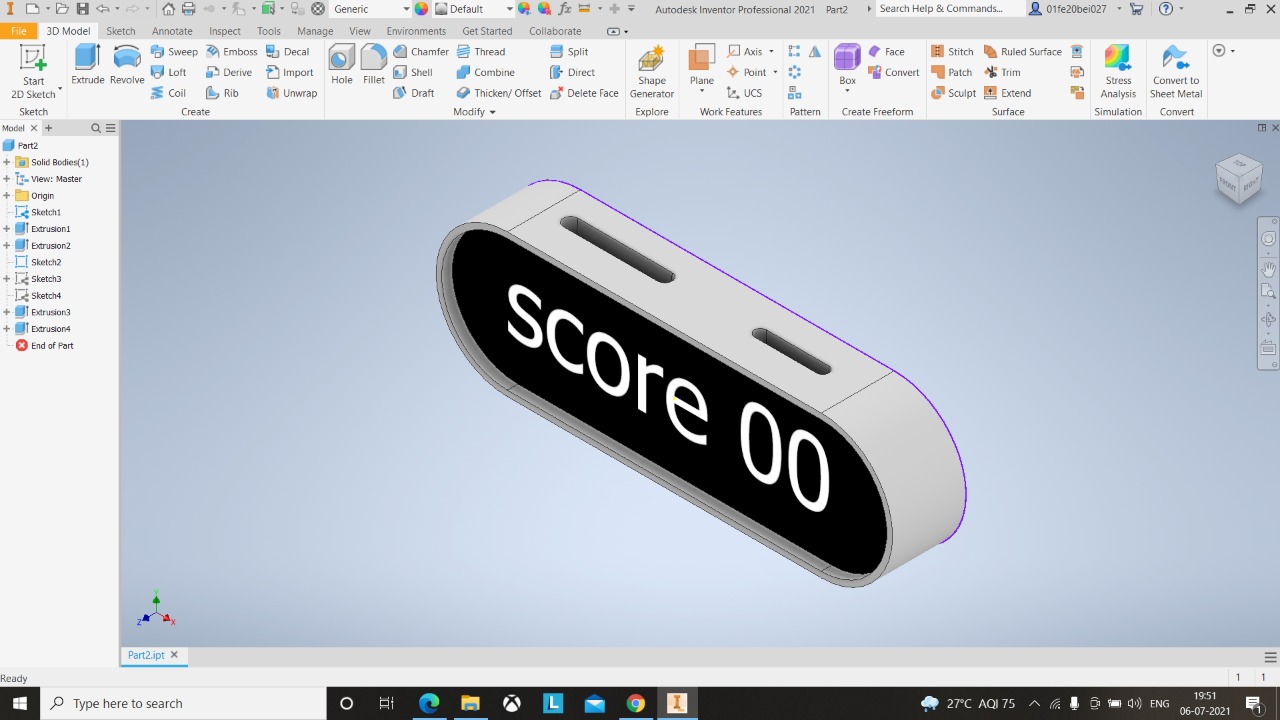 Generic
Default
Autodesk Inventor Professional 2021 Part2
Search Help & Commands...
01fe20bei027
File 3D Model Sketch Annotate Inspect Tools Manage View Environments Get Started Collaborate
Start
2D Sketch
Extrude
Revolve
Sweep Emboss Decal
Loft Derive Import
Coil Rib Unwrap
Hole
Fillet
Chamfer Thread Split
Shell Combine Direct
Draft Thicken/ Offset Delete Face
Shape
Generator
Plane
Axis
Point
UCS
Box
Face
Convert
Stitch Ruled Surface
Patch Trim
Sculpt Extend
Stress
Analysis
Convert to
Sheet Metal
Sketch Create Modify Explore Work Features Pattern Create Freeform Surface Simulation Convert
Model
Part2
Solid Bodies(1)
View: Master
Origin
Sketch1
Extrusion1
Extrusion2
Sketch2
Sketch3
Sketch4
Extrusion3
Extrusion4
End of Part
score 00
Y
Z
X
Part2.ipt
Ready
1 1
Type here to search
27°C AQI 75
ENG
19:51
06-07-2021
1